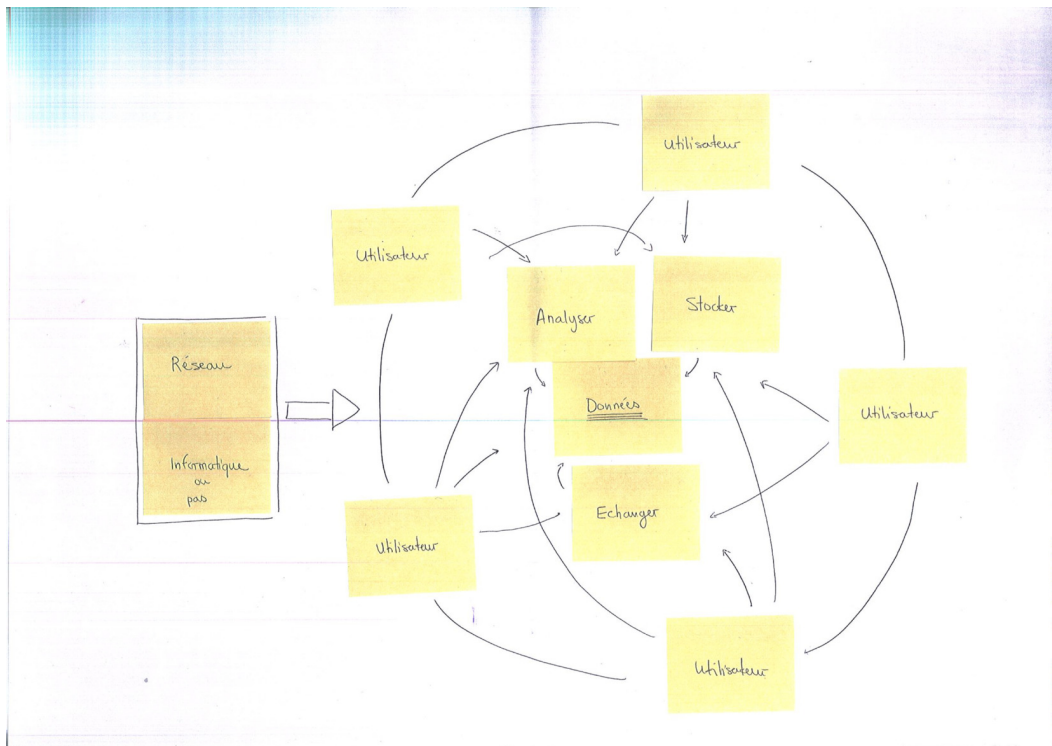 Utilisateur
Utilisateur
Analyser
Stocker
Réseau
Informatique
ou
pas
Données
Utilisateur
Echanger
Utilisateur
Utilisateur